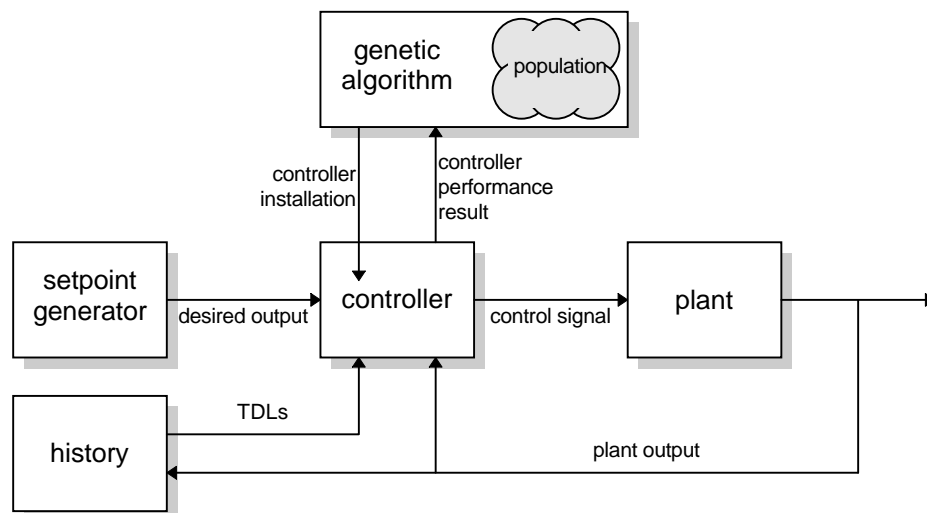 genetic
algorithm
population
controller
installation
controller
performance
result
setpoint
generator
desired output
controller
control signal
plant
TDLs
history
plant output